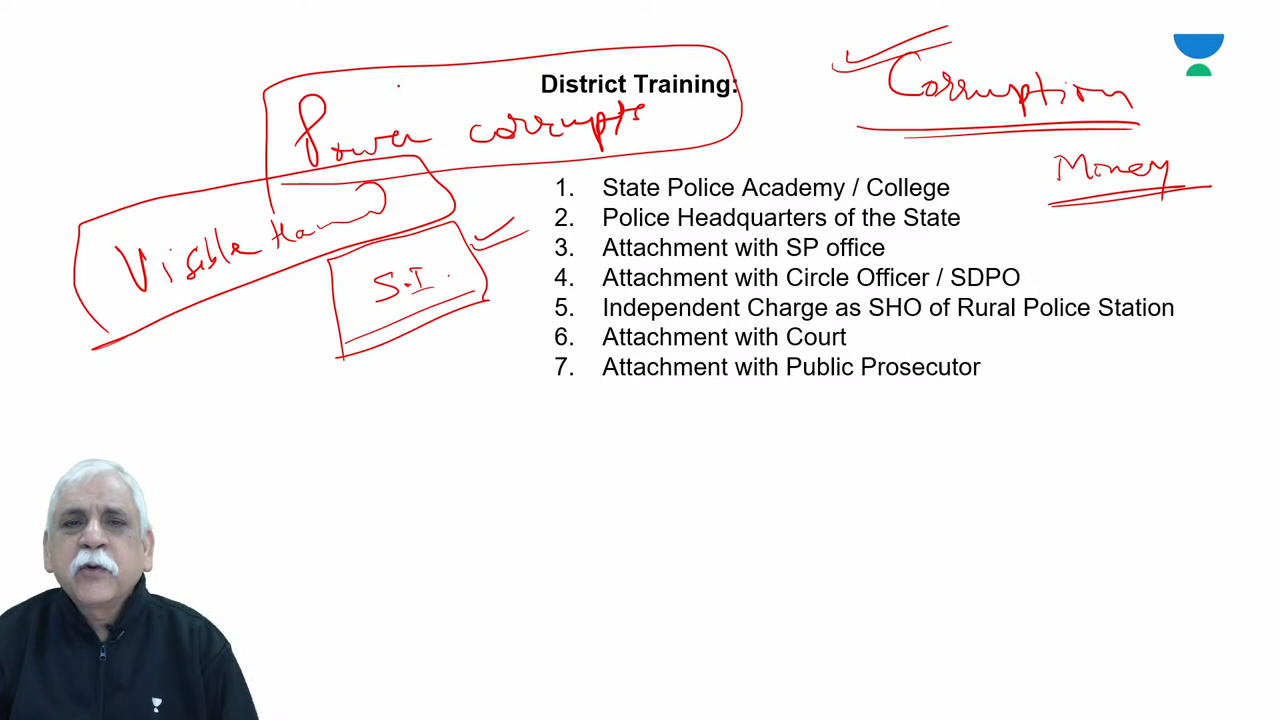 District Training:
Power corrupts
Corruption
Money
Visible Hand
S.I.
1. State Police Academy / College
2. Police Headquarters of the State
3. Attachment with SP office
4. Attachment with Circle Officer / SDPO
5. Independent Charge as SHO of Rural Police Station
6. Attachment with Court
7. Attachment with Public Prosecutor